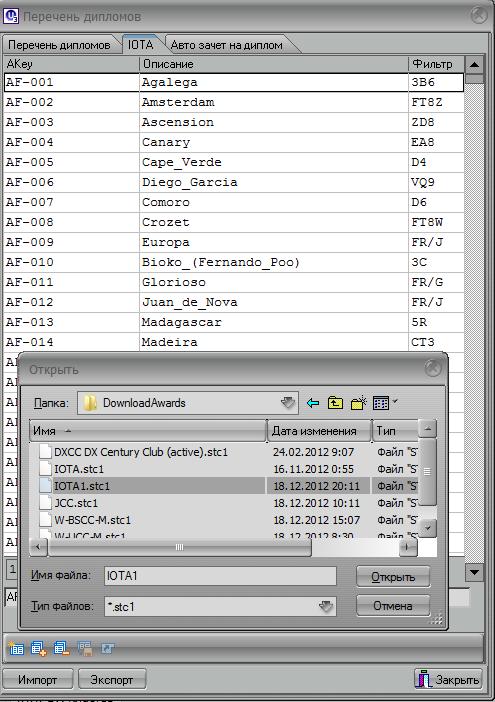 Перечень дипломов
Перечень дипломов IOTA Авто зачет на диплом
AKey Описание Фильтр
AF-001 Agalega 3B6
AF-002 Amsterdam FT8Z
AF-003 Ascension ZD8
AF-004 Canary EA8
AF-005 Cape_Verde D4
AF-006 Diego_Garcia VQ9
AF-007 Comoro D6
AF-008 Crozet FT8W
AF-009 Europa FR/J
AF-010 Bioko_(Fernando_Poo) 3C
AF-011 Glorioso FR/G
AF-012 Juan_de_Nova FR/J
AF-013 Madagascar 5R
AF-014 Madeira CT3
Открыть
Папка: DownloadAwards
Имя Дата изменения Тип
DXCC DX Century Club (active).stc1 24.02.2012 9:07 Файл "S
IOTA.stc1 16.11.2012 0:55 Файл "S
IOTA1.stc1 18.12.2012 20:11 Файл "S
JCC.stc1 18.12.2012 10:11 Файл "S
W-BSCC-M.stc1 18.12.2012 15:07 Файл "S
W-UCC-M.stc1 18.12.2012 8:30 Файл "S
Имя файла: IOTA1 Открыть
Тип файлов: *.stc1 Отмена
Импорт Экспорт Закрыть